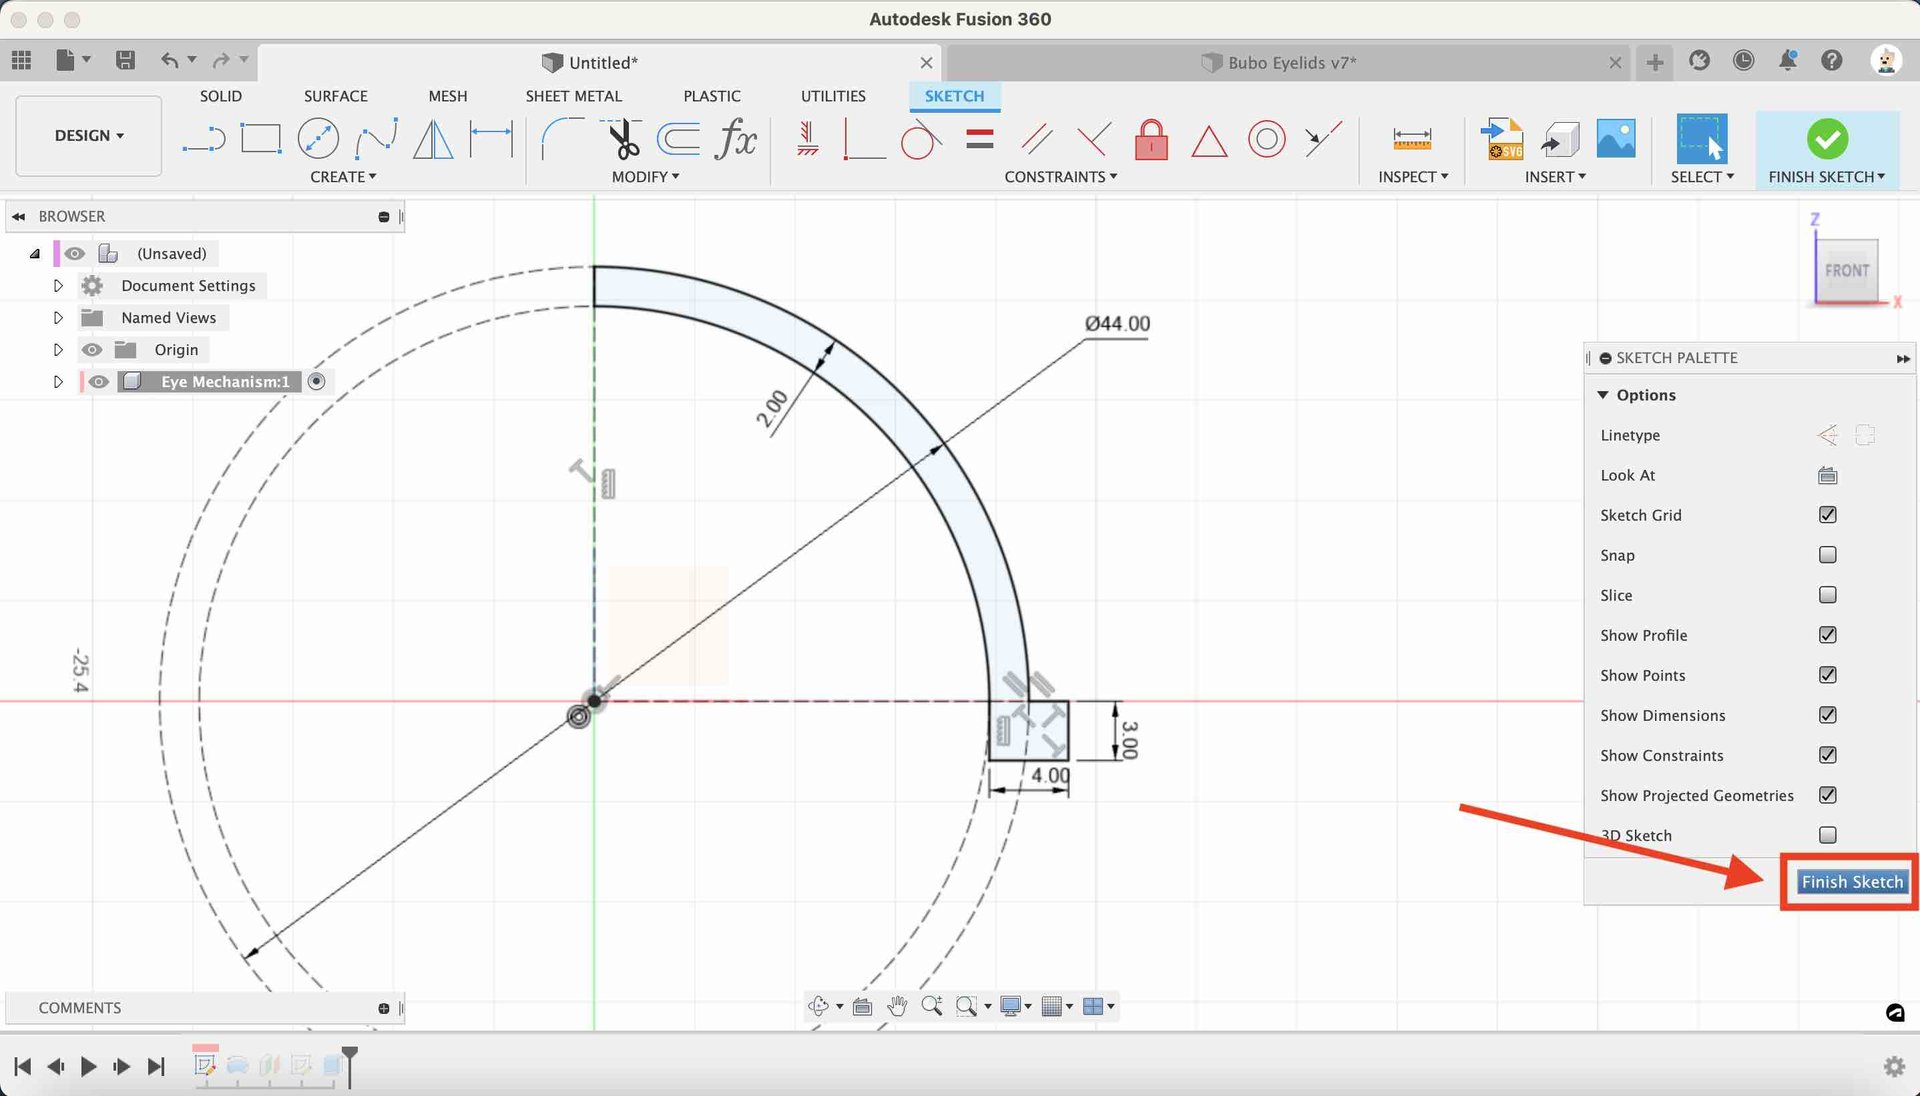 Autodesk Fusion 360
Untitled*
Bubo Eyelids v7*
SOLID
SURFACE
MESH
SHEET METAL
PLASTIC
UTILITIES
SKETCH
DESIGN
fx
SVG
CREATE
MODIFY
CONSTRAINTS
INSPECT
INSERT
SELECT
FINISH SKETCH
BROWSER
(Unsaved)
Document Settings
Named Views
Origin
Eye Mechanism:1
Z
FRONT
X
Ø44.00
2.00
-25.4
3.00
4.00
SKETCH PALETTE
Options
Linetype
Look At
Sketch Grid
Snap
Slice
Show Profile
Show Points
Show Dimensions
Show Constraints
Show Projected Geometries
3D Sketch
Finish Sketch
COMMENTS